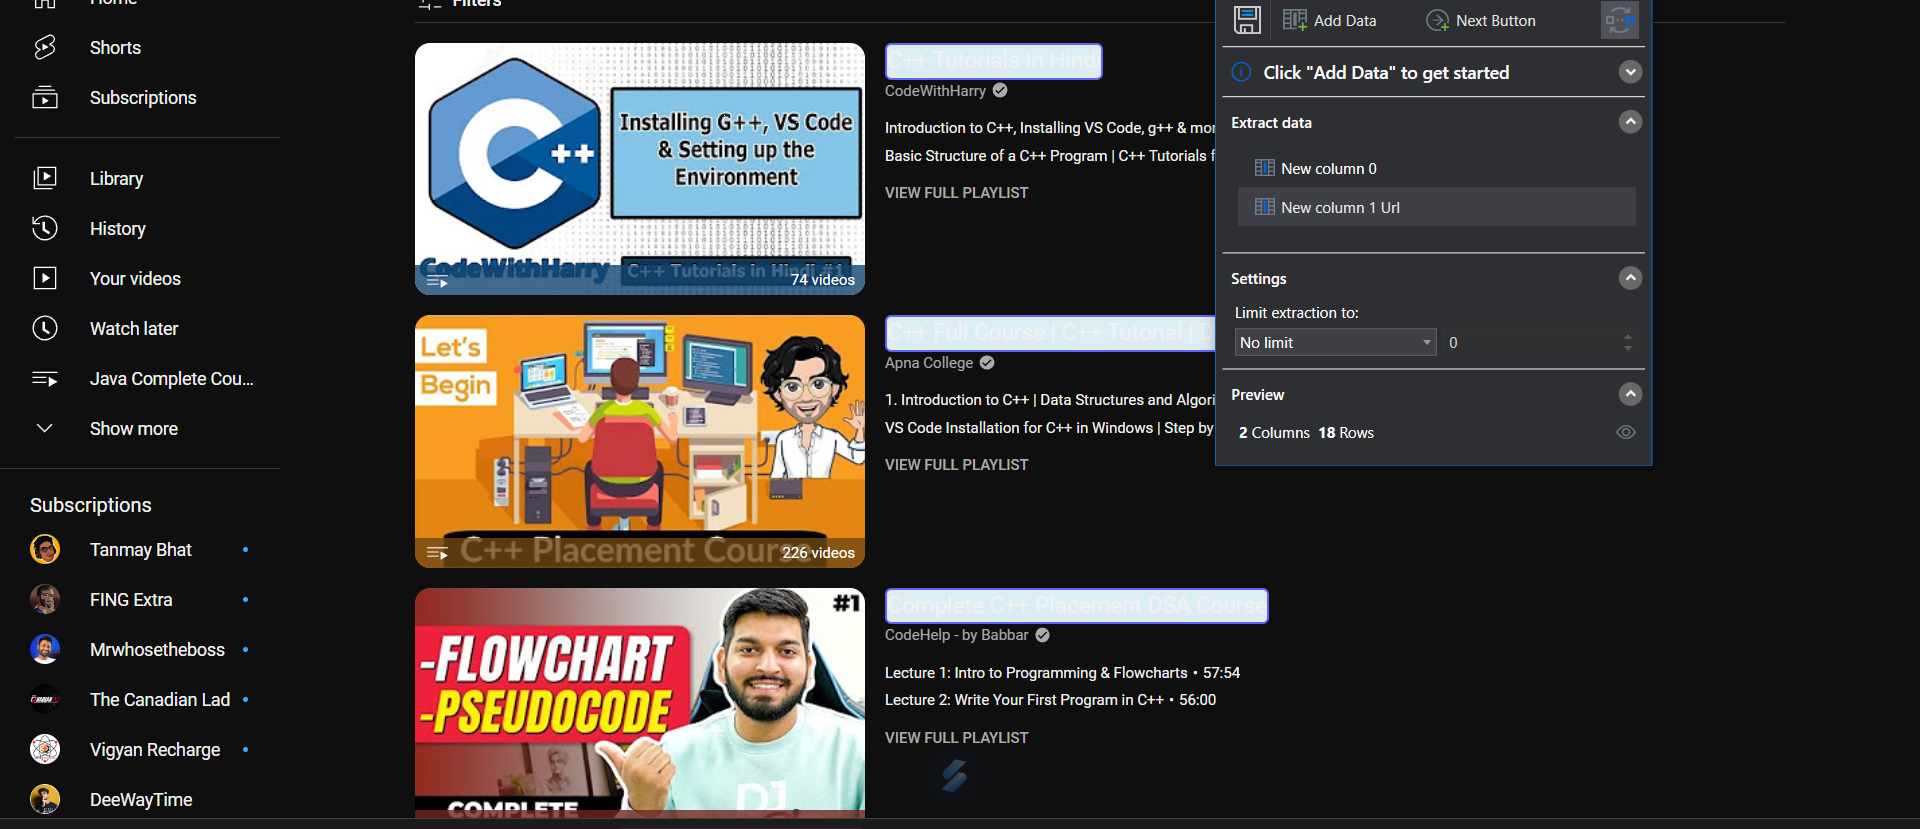 Home
Shorts
Subscriptions
Library
History
Your videos
Watch later
Java Complete Cou...
Show more
Subscriptions
Tanmay Bhat
FING Extra
Mrwhosetheboss
The Canadian Lad
Vigyan Recharge
DeeWayTime
Filters
Installing G++, VS Code
& Setting up the
Environment
C++
CodeWithHarry
C++ Tutorials in Hindi #1
74 videos
C++ Tutorials In Hindi
CodeWithHarry
Introduction to C++, Installing VS Code, g++ & mor
Basic Structure of a C++ Program | C++ Tutorials f
VIEW FULL PLAYLIST
Let's
Begin
C++ Placement Course
226 videos
C++ Full Course | C++ Tutorial | D
Apna College
1. Introduction to C++ | Data Structures and Algori
VS Code Installation for C++ in Windows | Step by
VIEW FULL PLAYLIST
#1
-FLOWCHART
-PSEUDOCODE
COMPLETE
Complete C++ Placement DSA Course
CodeHelp - by Babbar
Lecture 1: Intro to Programming & Flowcharts • 57:54
Lecture 2: Write Your First Program in C++ • 56:00
VIEW FULL PLAYLIST
Add Data
Next Button
Click "Add Data" to get started
Extract data
New column 0
New column 1 Url
Settings
Limit extraction to:
No limit
0
Preview
2 Columns 18 Rows